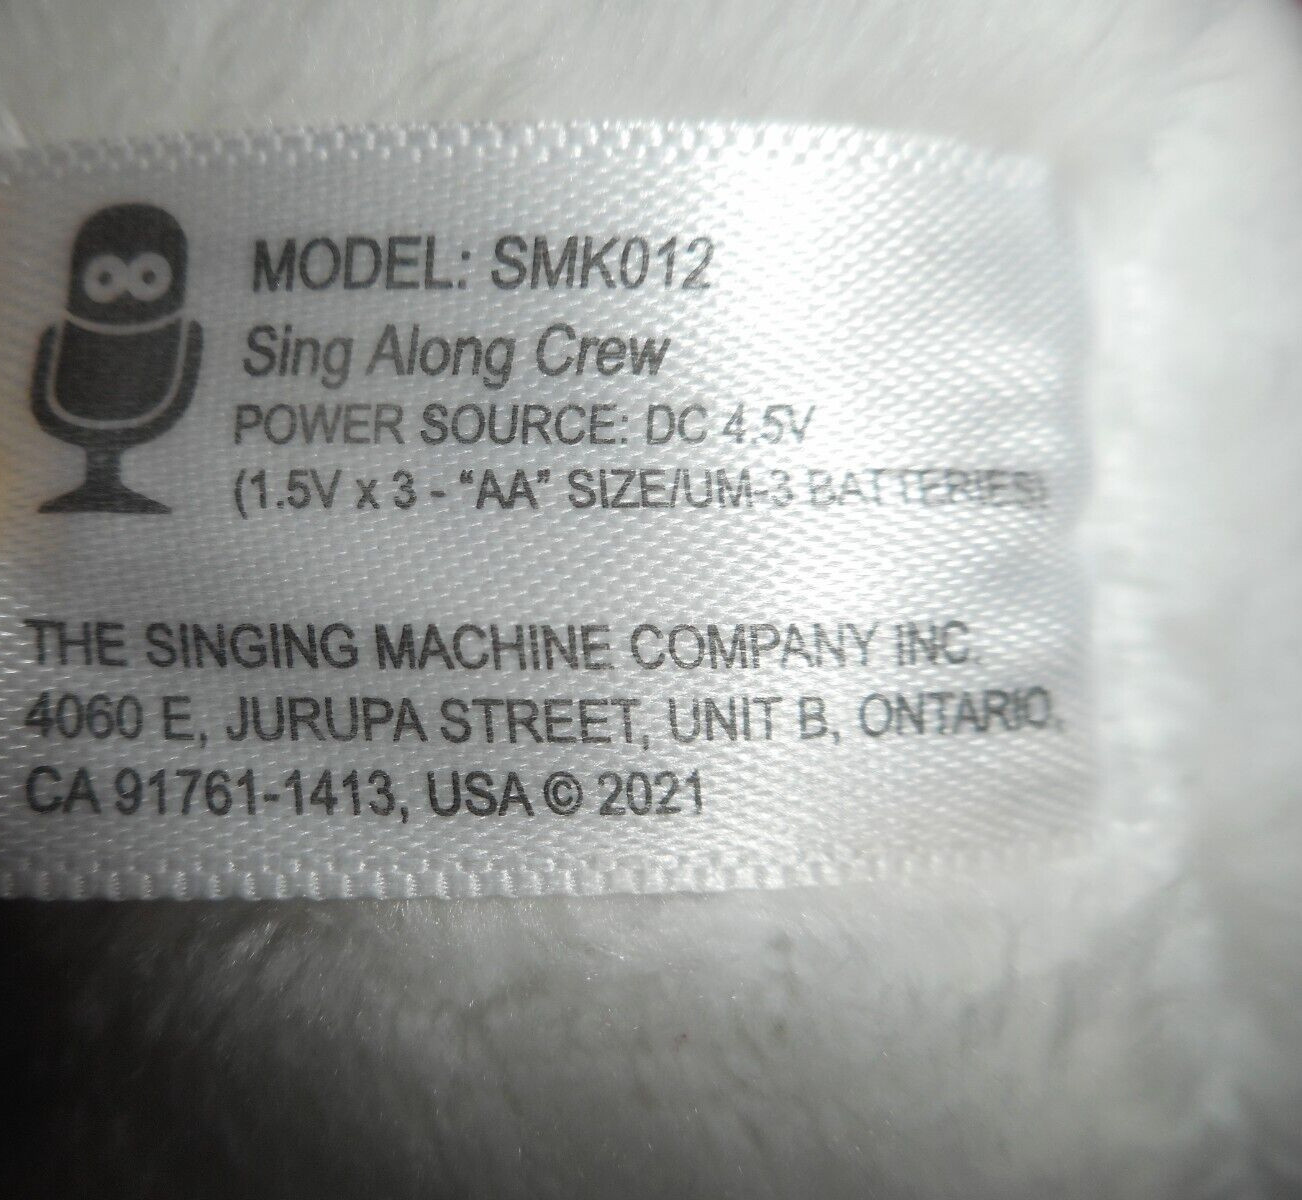 MODEL: SMK012
Sing Along Crew
POWER SOURCE: DC 4.5V
(1.5V x 3 - “AA” SIZE/UM-3 BATTERIES)
THE SINGING MACHINE COMPANY INC.
4060 E, JURUPA STREET, UNIT B, ONTARIO,
CA 91761-1413, USA © 2021